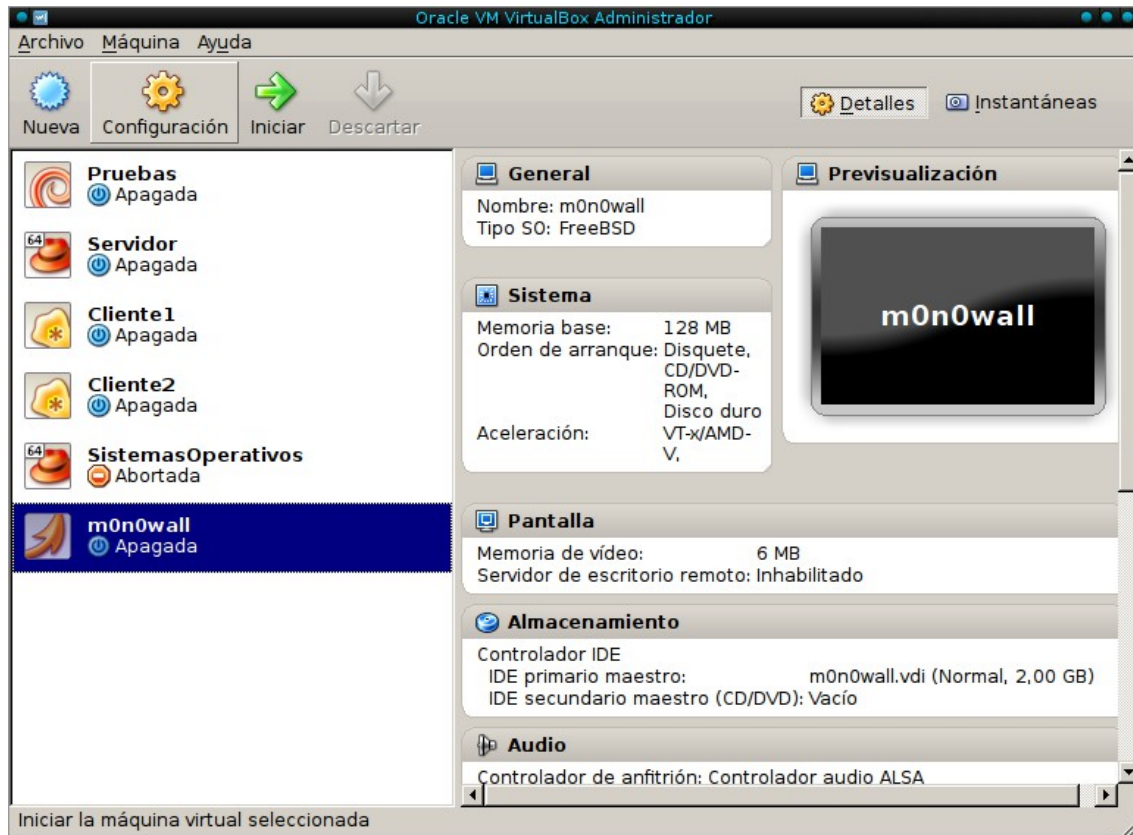 Oracle VM VirtualBox Administrador
Archivo Máquina Ayuda
Nueva Configuración Iniciar Descartar Detalles Instantáneas
Pruebas
Apagada
64
Servidor
Apagada
Cliente1
Apagada
Cliente2
Apagada
64
SistemasOperativos
Abortada
m0n0wall
Apagada
General
Nombre: m0n0wall
Tipo SO: FreeBSD
Sistema
Memoria base: 128 MB
Orden de arranque: Disquete,
CD/DVD-
ROM,
Disco duro
Aceleración: VT-x/AMD-
V,
Previsualización
m0n0wall
Pantalla
Memoria de vídeo: 6 MB
Servidor de escritorio remoto: Inhabilitado
Almacenamiento
Controlador IDE
IDE primario maestro: m0n0wall.vdi (Normal, 2,00 GB)
IDE secundario maestro (CD/DVD): Vacío
Audio
Controlador de anfitrión: Controlador audio ALSA
Iniciar la máquina virtual seleccionada